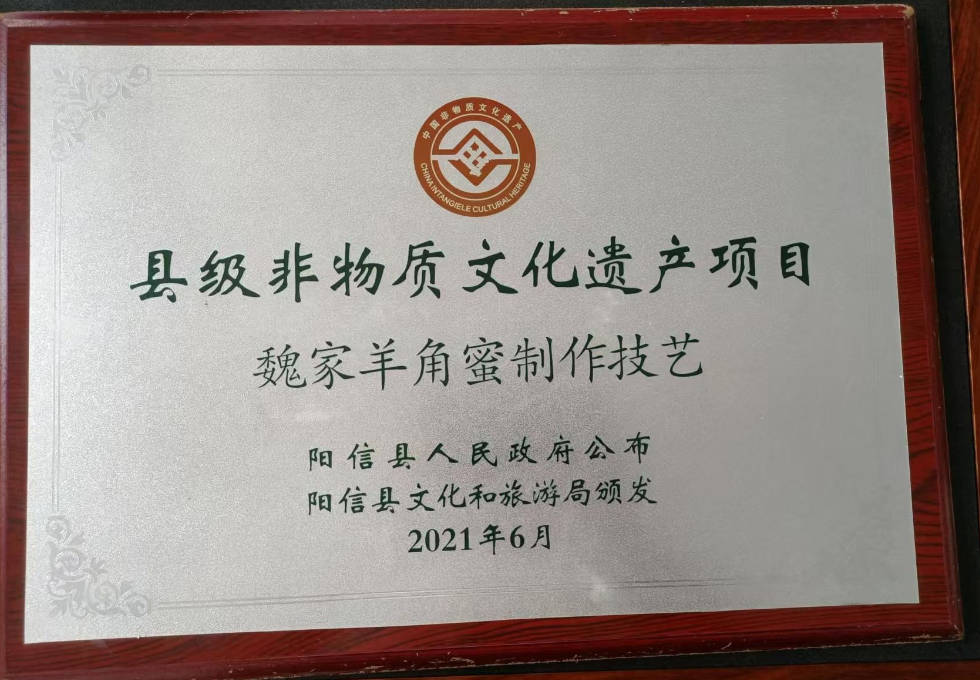 中国非物质文化遗产
CHINA INTANGIELE CULTURAL HERITAGE
县级非物质文化遗产项目
魏家羊角蜜制作技艺
阳信县人民政府公布
阳信县文化和旅游局颁发
2021年6月